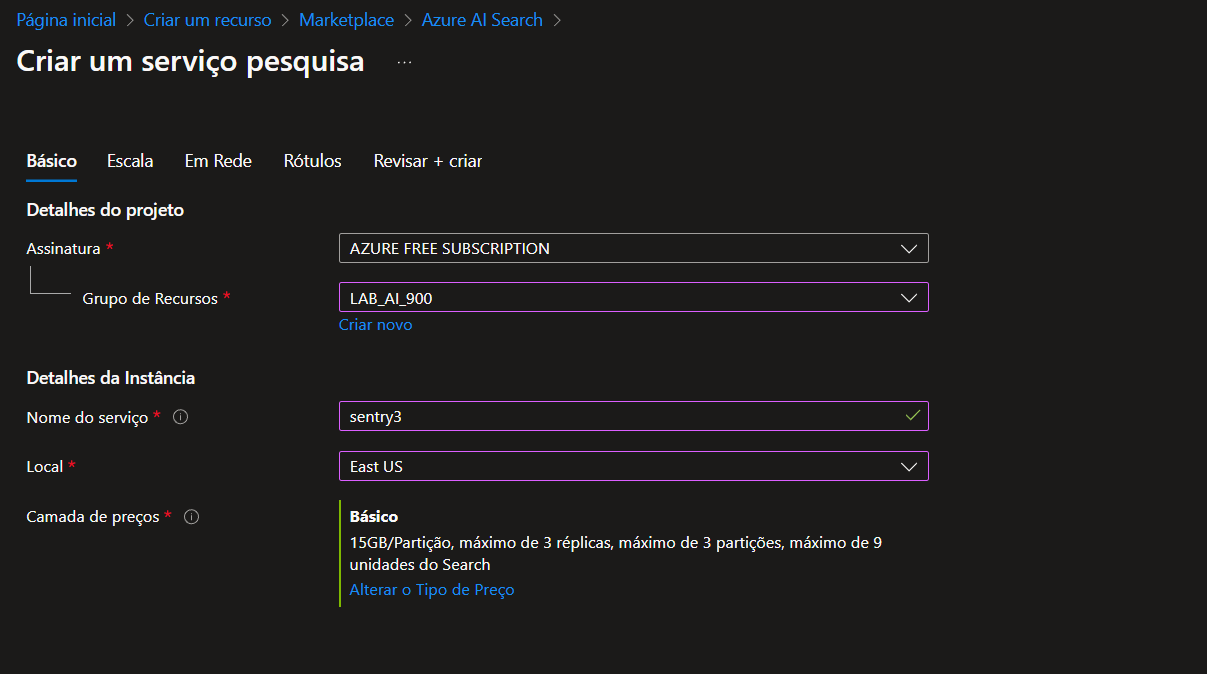 Página inicial > Criar um recurso > Marketplace > Azure AI Search >
Criar um serviço pesquisa ...
Básico Escala Em Rede Rótulos Revisar + criar
Detalhes do projeto
Assinatura * AZURE FREE SUBSCRIPTION
Grupo de Recursos * LAB_AI_900
Criar novo
Detalhes da Instância
Nome do serviço * sentry3
Local * East US
Camada de preços * Básico
15GB/Partição, máximo de 3 réplicas, máximo de 3 partições, máximo de 9
unidades do Search
Alterar o Tipo de Preço